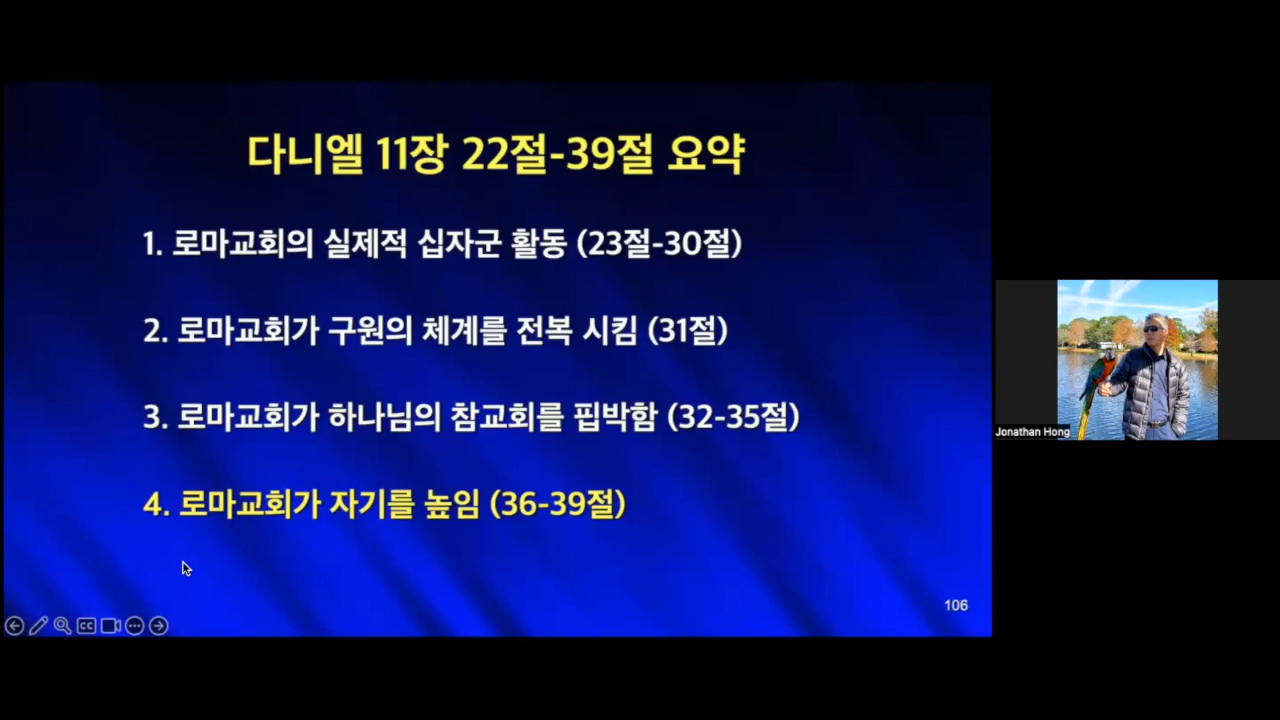 다니엘 11장 22절-39절 요약
1. 로마교회의 실제적 십자군 활동 (23절-30절)
2. 로마교회가 구원의 체계를 전복 시킴 (31절)
3. 로마교회가 하나님의 참교회를 핍박함 (32-35절)
4. 로마교회가 자기를 높임 (36-39절)
106
CC
Jonathan Hong